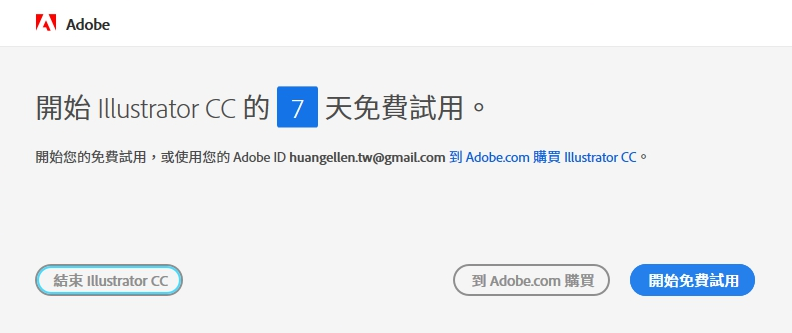 Adobe
開始 Illustrator CC 的 7 天免費試用。
開始您的免費試用，或使用您的 Adobe ID huangellen.tw@gmail.com 到 Adobe.com 購買 Illustrator CC。
結束 Illustrator CC
到 Adobe.com 購買
開始免費試用